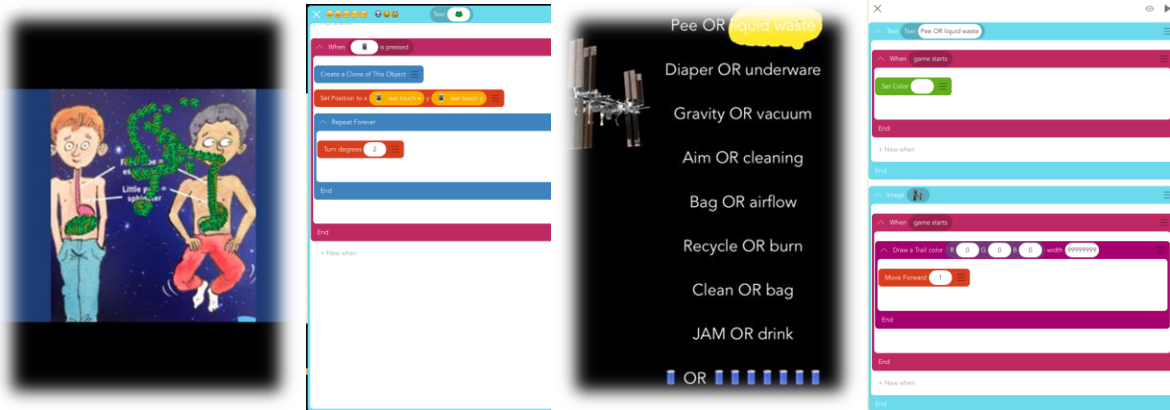 Little
Text
When is pressed
Create a Clone of This Object
Set Position to x last touch x y last touch y
Repeat Forever
Turn degrees 2
End
End
+ New when
Pee OR liquid waste
Diaper OR underware
Gravity OR vacuum
Aim OR cleaning
Bag OR airflow
Recycle OR burn
Clean OR bag
JAM OR drink
OR
Text Text Pee OR liquid waste
When game starts
Set Color
End
+ New when
End
Image
When game starts
Draw a Trail color R 0 G 0 B 0 width 99999999
Move Forward 1
End
End
+ New when
End